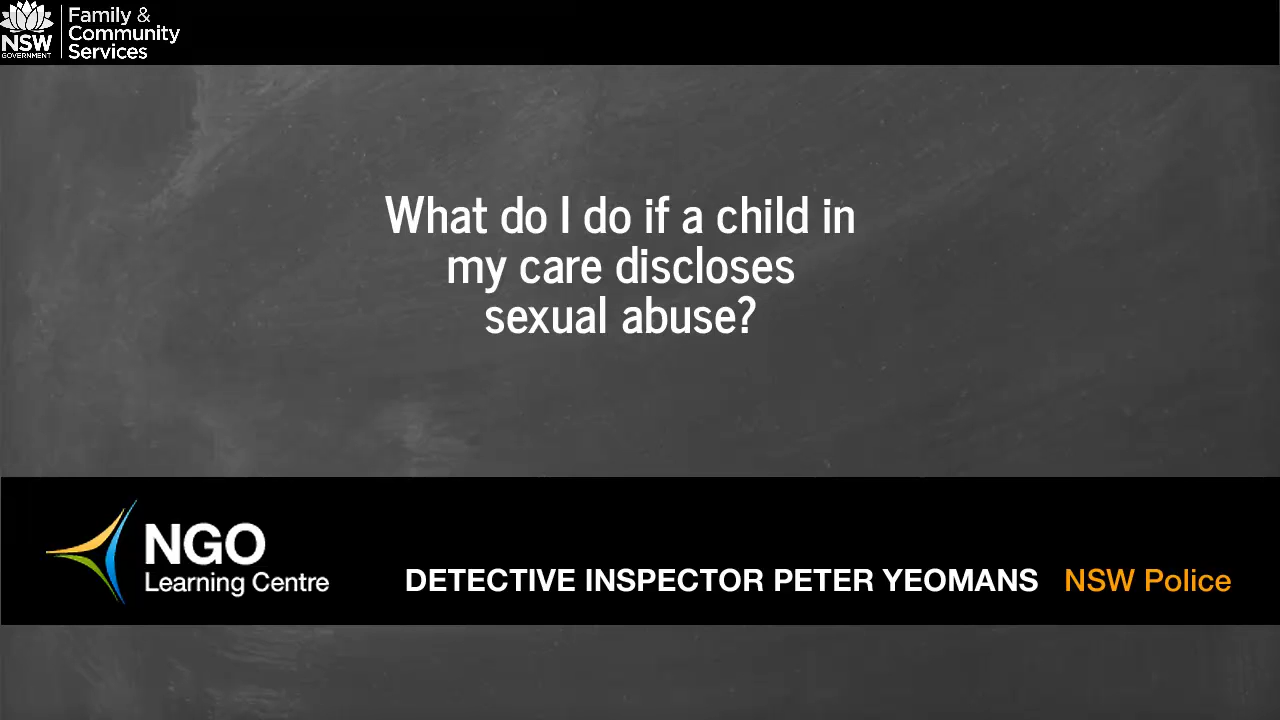 NSW
GOVERNMENT
Family &
Community
Services
What do I do if a child in
my care discloses
sexual abuse?
NGO
Learning Centre
DETECTIVE INSPECTOR PETER YEOMANS NSW Police